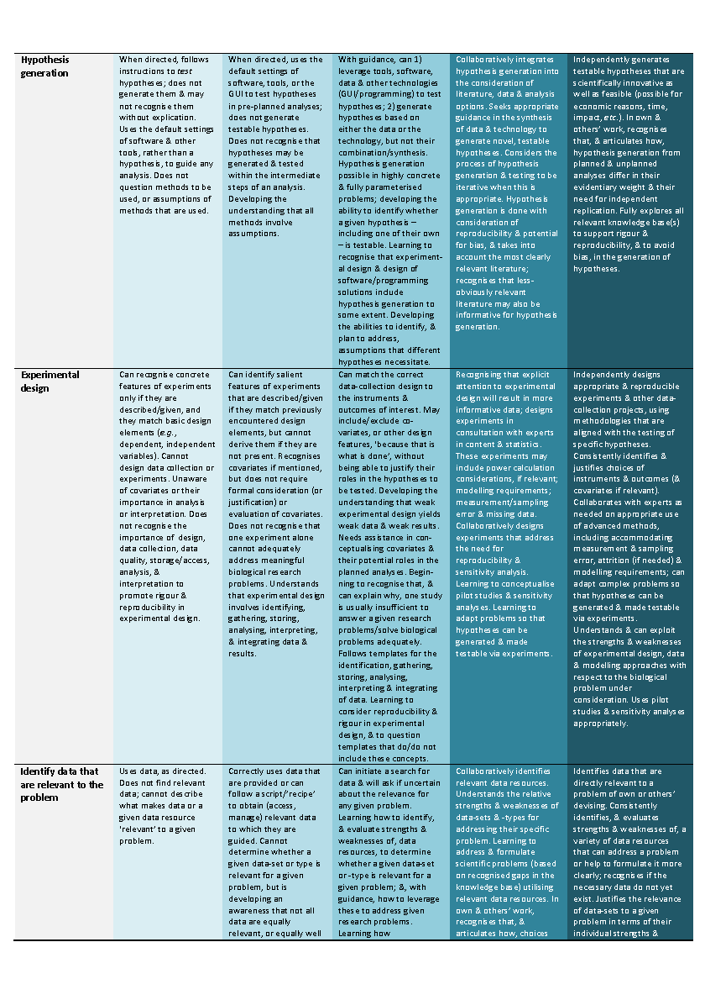 Hypothesis
generation
When directed, follows
instructions to test
hypotheses; does not
generate them & may
not recognise them
without explication.
Uses the default settings
of software & other
tools, rather than a
hypothesis, to guide any
analysis. Does not
question methods to be
used, or assumptions of
methods that are used.
When directed, uses the
default settings of
software, tools, or the
GUI to test hypotheses
in pre-planned analyses;
does not generate
testable hypotheses.
Does not recognise that
hypotheses may be
generated & tested
within the intermediate
steps of an analysis.
Developing the
understanding that all
methods involve
assumptions.
With guidance, can 1)
leverage tools, software,
data & other technologies
(GUI/programming) to test
hypotheses; 2) generate
hypotheses based on
either the data or the
technology, but not their
combination/synthesis.
Hypothesis generation
possible in highly concrete
& fully parameterised
problems; developing the
ability to identify whether
a given hypothesis –
including one of their own
– is testable. Learning to
recognise that experiment-
al design & design of
software/programming
solutions include
hypothesis generation to
some extent. Developing
the abilities to identify, &
plan to address,
assumptions that different
hypotheses necessitate.
Collaboratively integrates
hypothesis generation into
the consideration of
literature, data & analysis
options. Seeks appropriate
guidance in the synthesis
of data & technology to
generate novel, testable
hypotheses. Considers the
process of hypothesis
generation & testing to be
iterative when this is
appropriate. Hypothesis
generation is done with
consideration of
reproducibility & potential
for bias, & takes into
account the most clearly
relevant literature;
recognises that less-
obviously relevant
literature may also be
informative for hypothesis
generation.
Independently generates
testable hypotheses that are
scientifically innovative as
well as feasible (possible for
economic reasons, time,
impact, etc.). In own &
others’ work, recognises
that, & articulates how,
hypothesis generation from
planned & unplanned
analyses differ in their
evidentiary weight & their
need for independent
replication. Fully explores all
relevant knowledge base(s)
to support rigour &
reproducibility, & to avoid
bias, in the generation of
hypotheses.
Experimental
design
Can recognise concrete
features of experiments
only if they are
described/given, and
they match basic design
elements (e.g.,
dependent, independent
variables). Cannot
design data collection or
experiments. Unaware
of covariates or their
importance in analysis
or interpretation. Does
not recognise the
importance of design,
data collection, data
quality, storage/access,
analysis, &
interpretation to
promote rigour &
reproducibility in
experimental design.
Can identify salient
features of experiments
that are described/given
if they match previously
encountered design
elements, but cannot
derive them if they are
not present. Recognises
covariates if mentioned,
but does not require
formal consideration (or
justification) or
evaluation of covariates.
Does not recognise that
one experiment alone
cannot adequately
address meaningful
biological research
problems. Understands
that experimental design
involves identifying,
gathering, storing,
analysing, interpreting,
& integrating data &
results.
Can match the correct
data-collection design to
the instruments &
outcomes of interest. May
include/exclude co-
variates, or other design
features, ‘because that is
what is done’, without
being able to justify their
roles in the hypotheses to
be tested. Developing the
understanding that weak
experimental design yields
weak data & weak results.
Needs assistance in con-
ceptualising covariates &
their potential roles in the
planned analyses. Begin-
ning to recognise that, &
can explain why, one study
is usually insufficient to
answer a given research
problems/solve biological
problems adequately.
Follows templates for the
identification, gathering,
storing, analysing,
interpreting & integrating
of data. Learning to
consider reproducibility &
rigour in experimental
design, & to question
templates that do/do not
include these concepts.
Recognising that explicit
attention to experimental
design will result in more
informative data; designs
experiments in
consultation with experts
in content & statistics.
These experiments may
include power calculation
considerations, if relevant;
modelling requirements;
measurement/sampling
error & missing data.
Collaboratively designs
experiments that address
the need for
reproducibility &
sensitivity analysis.
Learning to conceptualise
pilot studies & sensitivity
analyses. Learning to
adapt problems so that
hypotheses can be
generated & made
testable via experiments.
Independently designs
appropriate & reproducible
experiments & other data-
collection projects, using
methodologies that are
aligned with the testing of
specific hypotheses.
Consistently identifies &
justifies choices of
instruments & outcomes (&
covariates if relevant).
Collaborates with experts as
needed on appropriate use
of advanced methods,
including accommodating
measurement & sampling
error, attrition (if needed) &
modelling requirements; can
adapt complex problems so
that hypotheses can be
generated & made testable
via experiments.
Understands & can exploit
the strengths & weaknesses
of experimental design, data
& modelling approaches with
respect to the biological
problem under
consideration. Uses pilot
studies & sensitivity analyses
appropriately.
Identify data that
are relevant to the
problem
Uses data, as directed.
Does not find relevant
data; cannot describe
what makes data or a
given data resource
‘relevant’ to a given
problem.
Correctly uses data that
are provided or can
follow a script/‘recipe’
to obtain (access,
manage) relevant data
to which they are
guided. Cannot
determine whether a
given data-set or type is
relevant for a given
problem, but is
developing an
awareness that not all
data are equally
relevant, or equally well
Can initiate a search for
data & will ask if uncertain
about the relevance for
any given problem.
Learning how to identify,
& evaluate strengths &
weaknesses of, data
resources, to determine
whether a given data-set
or -type is relevant for a
given problem; &, with
guidance, how to leverage
these to address given
research problems.
Learning how
Collaboratively identifies
relevant data resources.
Understands the relative
strengths & weaknesses of
data-sets & -types for
addressing their specific
problem. Learning to
address & formulate
scientific problems (based
on recognised gaps in the
knowledge base) utilising
relevant data resources. In
own & others’ work,
recognises that, &
articulates how, choices
Identifies data that are
directly relevant to a
problem of own or others’
devising. Consistently
identifies, & evaluates
strengths & weaknesses of, a
variety of data resources
that can address a problem
or help to formulate it more
clearly; recognises if the
necessary data do not yet
exist. Justifies the relevance
of data-sets to a given
problem in terms of their
individual strengths &